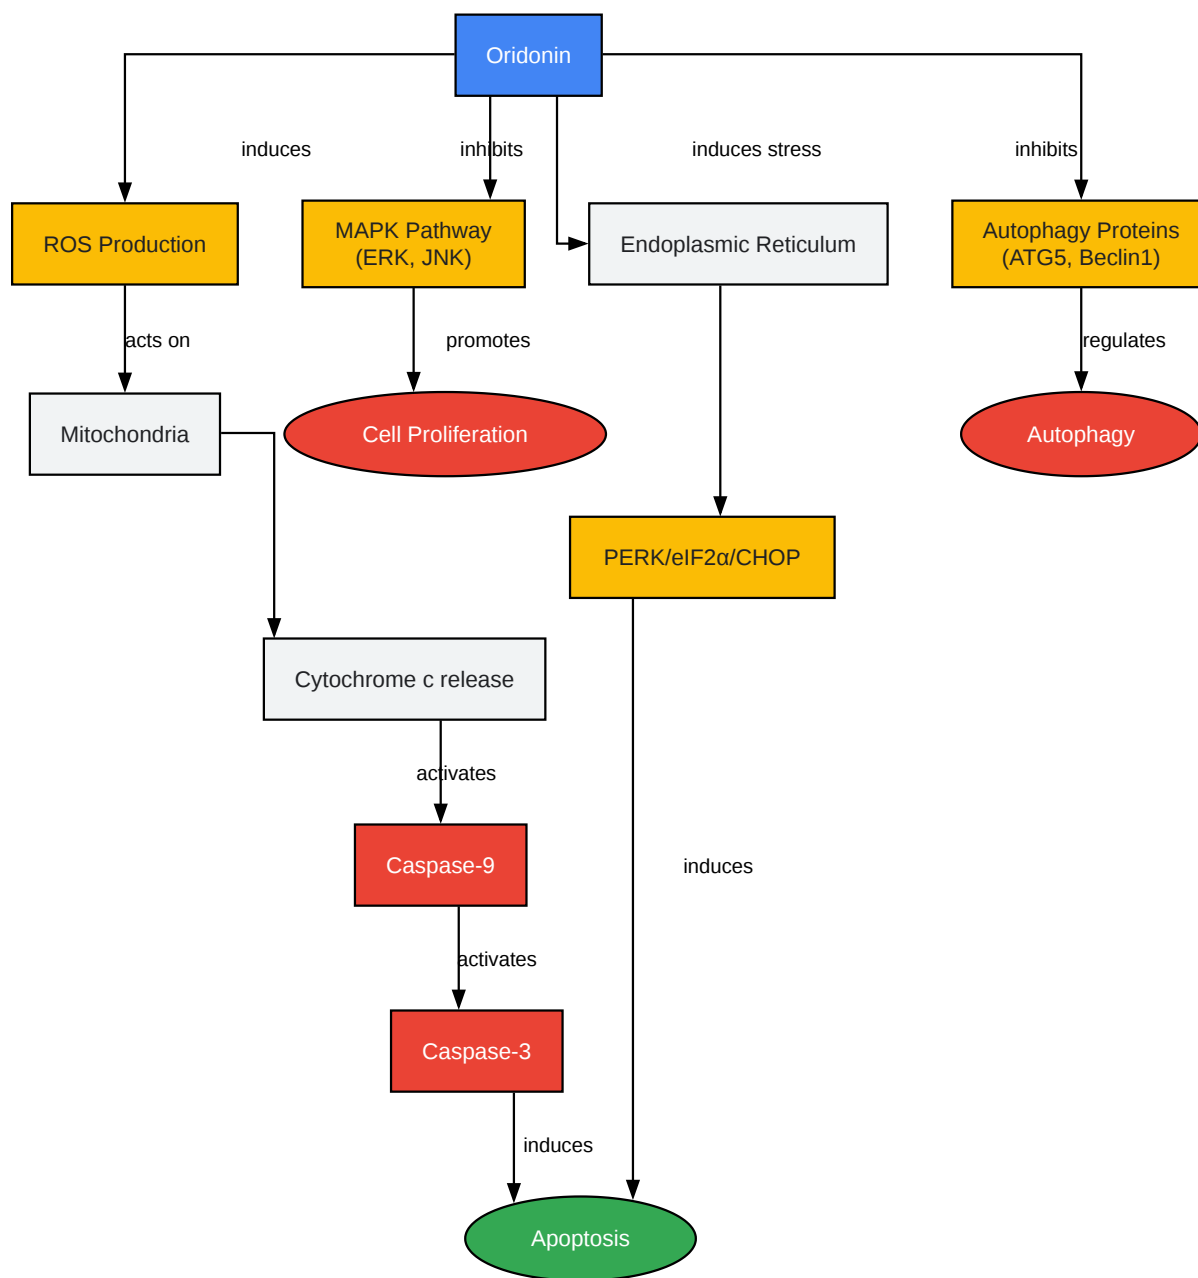 Oridonin
induces
inhibits
induces stress
inhibits
ROS Production
MAPK Pathway
(ERK, JNK)
Endoplasmic Reticulum
Autophagy Proteins
(ATG5, Beclin1)
acts on
promotes
regulates
Mitochondria
Cell Proliferation
Autophagy
PERK/eIF2α/CHOP
Cytochrome c release
activates
Caspase-9
induces
activates
Caspase-3
induces
Apoptosis